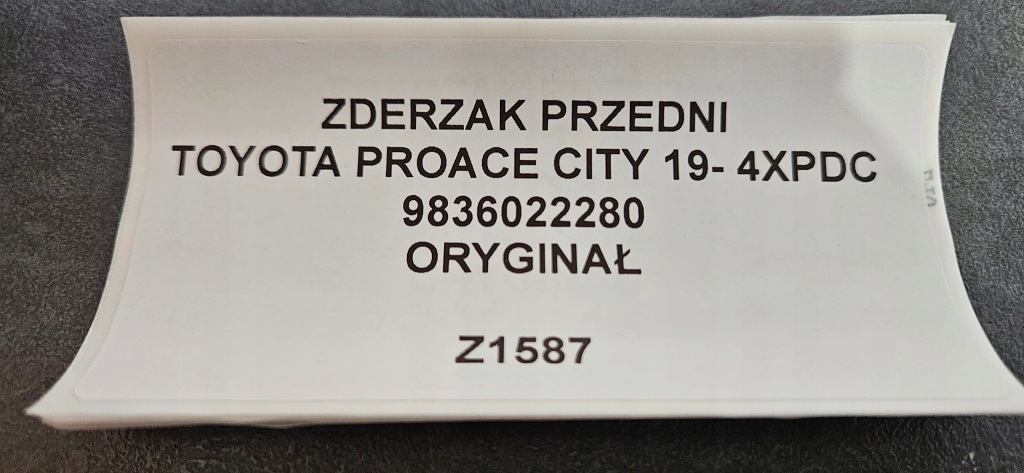 ZDERZAK PRZEDNI
TOYOTA PROACE CITY 19- 4XPDC
9836022280
ORYGINAŁ
Z1587